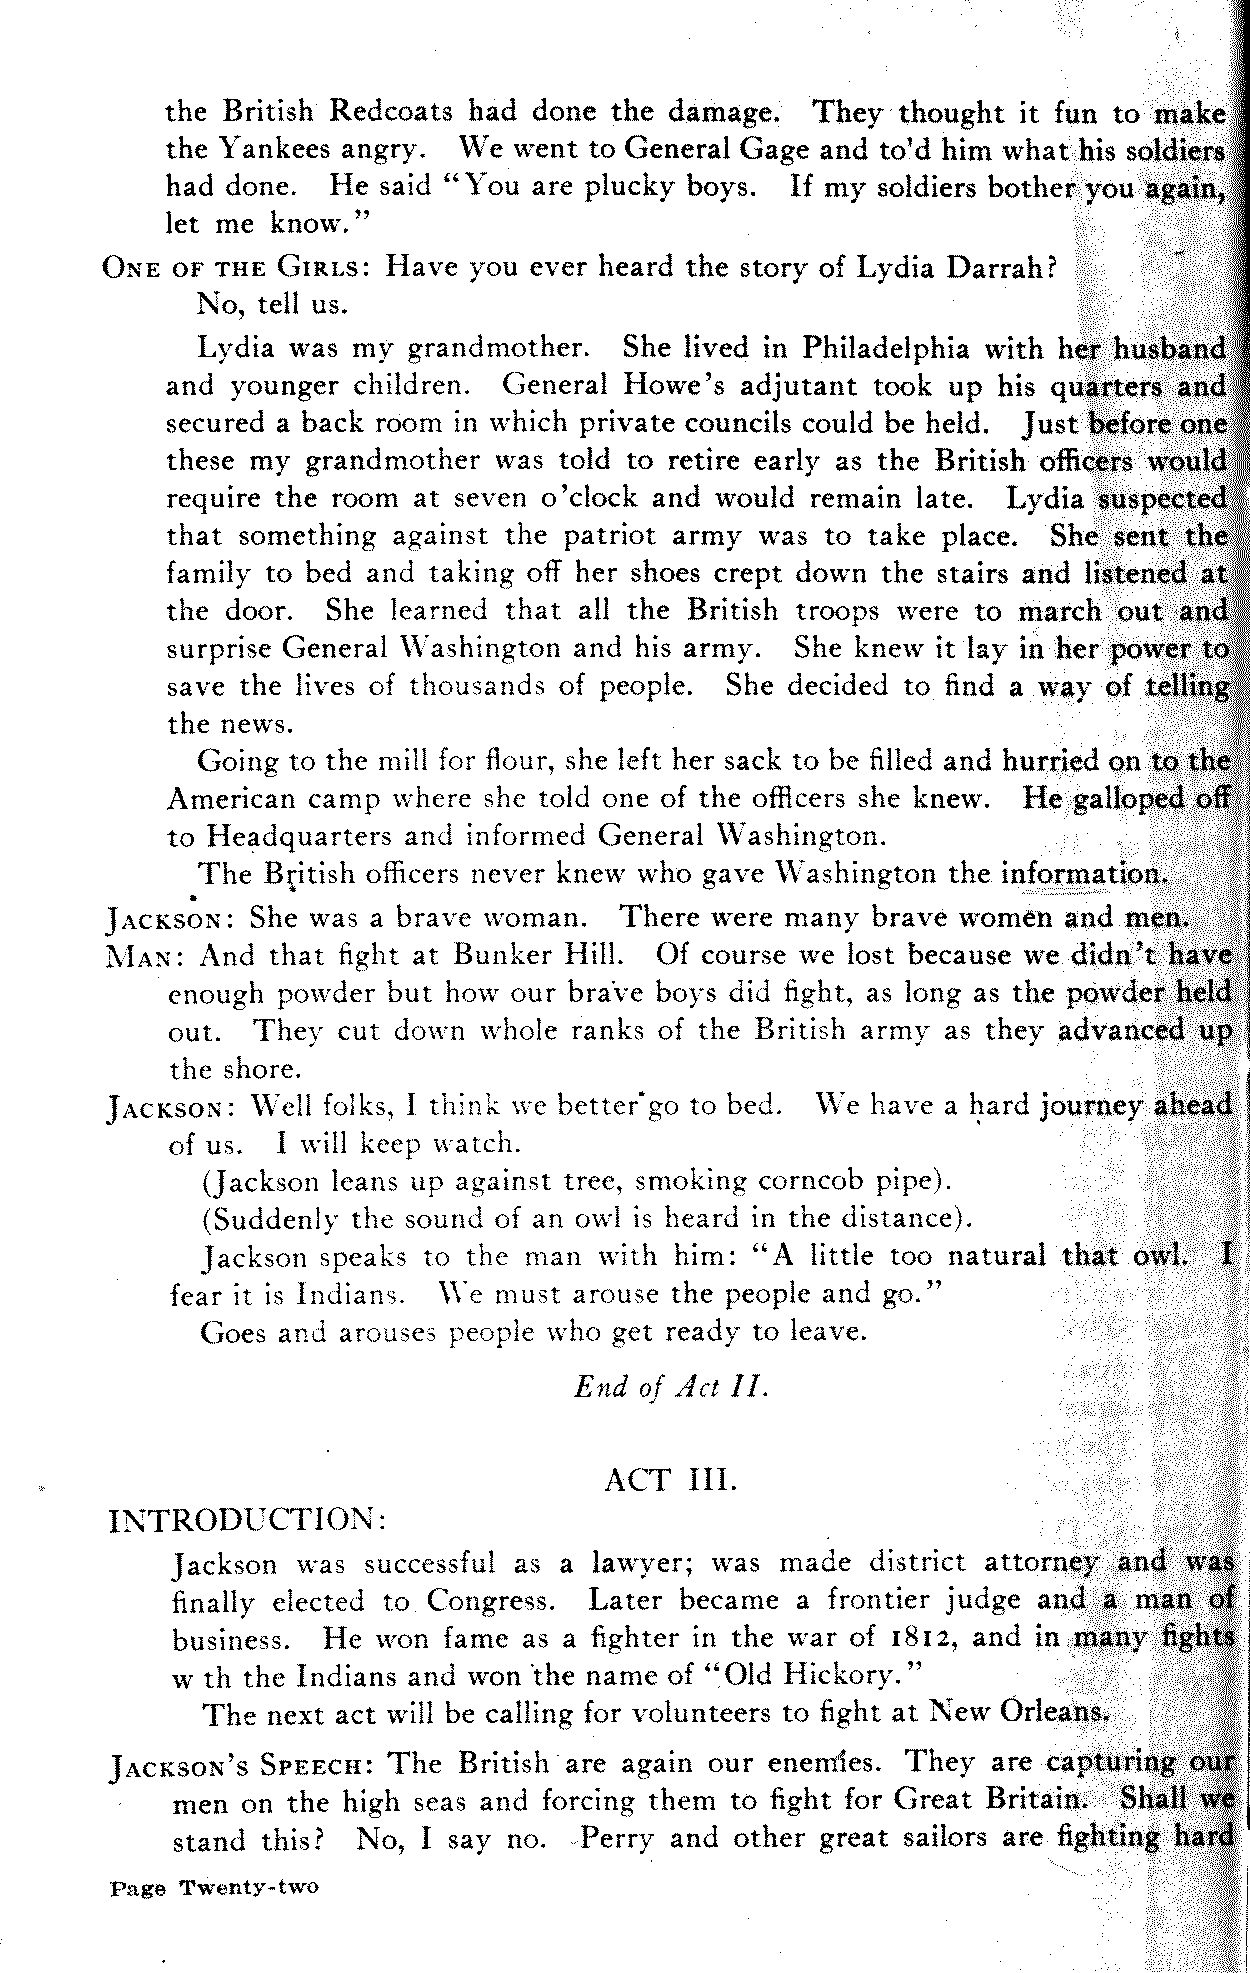 the British Redcoats had done the damage. They thought it fun to make
the Yankees angry. We went to General Gage and to'd him what his soldiers
had done. He said "You are plucky boys. If my soldiers bother you again,
let me know."
ONE OF THE GIRLS: Have you ever heard the story of Lydia Darrah?
No, tell us.
Lydia was my grandmother. She lived in Philadelphia with her husband
and younger children. General Howe's adjutant took up his quarters and
secured a back room in which private councils could be held. Just before one
these my grandmother was told to retire early as the British officers would
require the room at seven o'clock and would remain late. Lydia suspected
that something against the patriot army was to take place. She sent the
family to bed and taking off her shoes crept down the stairs and listened at
the door. She learned that all the British troops were to march out and
surprise General Washington and his army. She knew it lay in her power to
save the lives of thousands of people. She decided to find a way of telling
the news.
Going to the mill for flour, she left her sack to be filled and hurried on to the
American camp where she told one of the officers she knew. He galloped off
to Headquarters and informed General Washington.
The British officers never knew who gave Washington the information.
JACKSON: She was a brave woman. There were many brave women and men.
MAN: And that fight at Bunker Hill. Of course we lost because we didn't have
enough powder but how our brave boys did fight, as long as the powder held
out. They cut down whole ranks of the British army as they advanced up
the shore.
JACKSON: Well folks, I think we better go to bed. We have a hard journey ahead
of us. I will keep watch.
(Jackson leans up against tree, smoking corncob pipe).
(Suddenly the sound of an owl is heard in the distance).
Jackson speaks to the man with him: "A little too natural that owl. I
fear it is Indians. We must arouse the people and go."
Goes and arouses people who get ready to leave.
End of Act II.
ACT III.
INTRODUCTION:
Jackson was successful as a lawyer; was made district attorney and was
finally elected to Congress. Later became a frontier judge and a man of
business. He won fame as a fighter in the war of 1812, and in many fights
w th the Indians and won the name of "Old Hickory."
The next act will be calling for volunteers to fight at New Orleans.
JACKSON'S SPEECH: The British are again our enemies. They are capturing our
men on the high seas and forcing them to fight for Great Britain. Shall we
stand this? No, I say no. Perry and other great sailors are fighting hard
Page Twenty-two